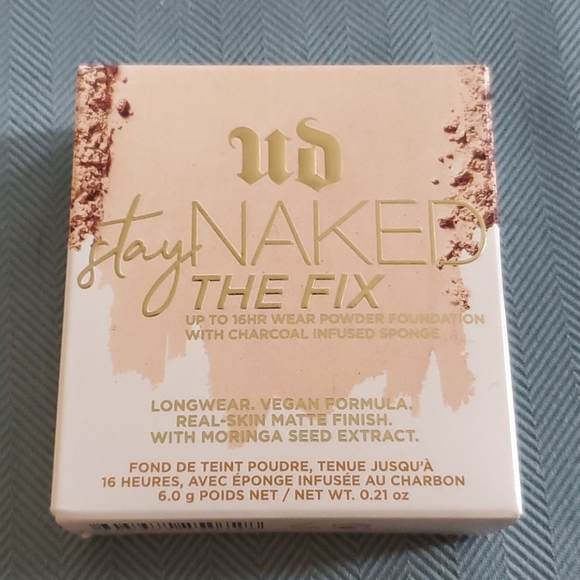 ud
stay NAKED
THE FIX
UP TO 16HR WEAR POWDER FOUNDATION
WITH CHARCOAL INFUSED SPONGE
LONGWEAR. VEGAN FORMULA.
REAL-SKIN MATTE FINISH.
WITH MORINGA SEED EXTRACT.
FOND DE TEINT POUDRE, TENUE JUSQU'À
16 HEURES, AVEC ÉPONGE INFUSÉE AU CHARBON
6.0 g POIDS NET / NET WT. 0.21 oz